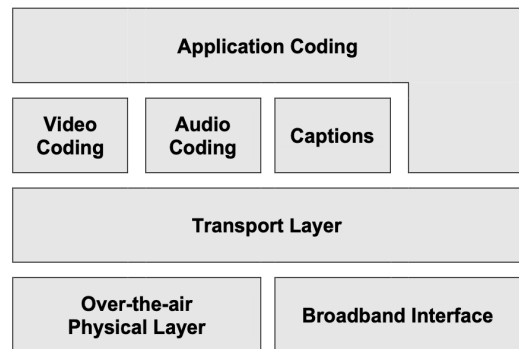 Application Coding
Video
Coding
Audio
Coding
Captions
Transport Layer
Over-the-air
Physical Layer
Broadband Interface